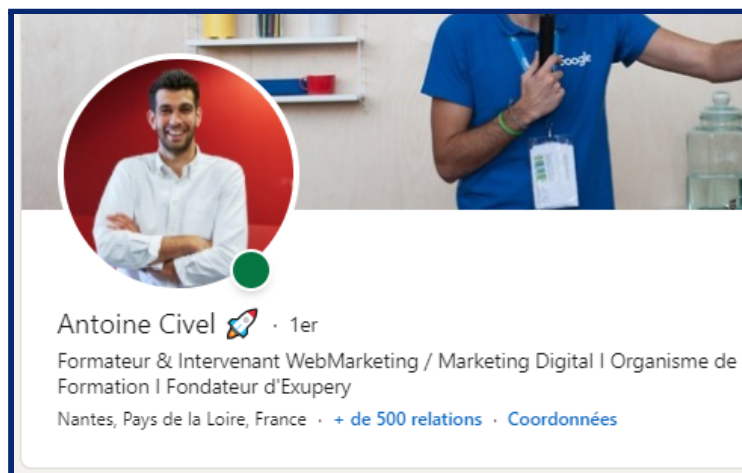 Google
Antoine Civel 🚀 · 1er
Formateur & Intervenant WebMarketing / Marketing Digital I Organisme de
Formation I Fondateur d'Exupery
Nantes, Pays de la Loire, France · + de 500 relations · Coordonnées